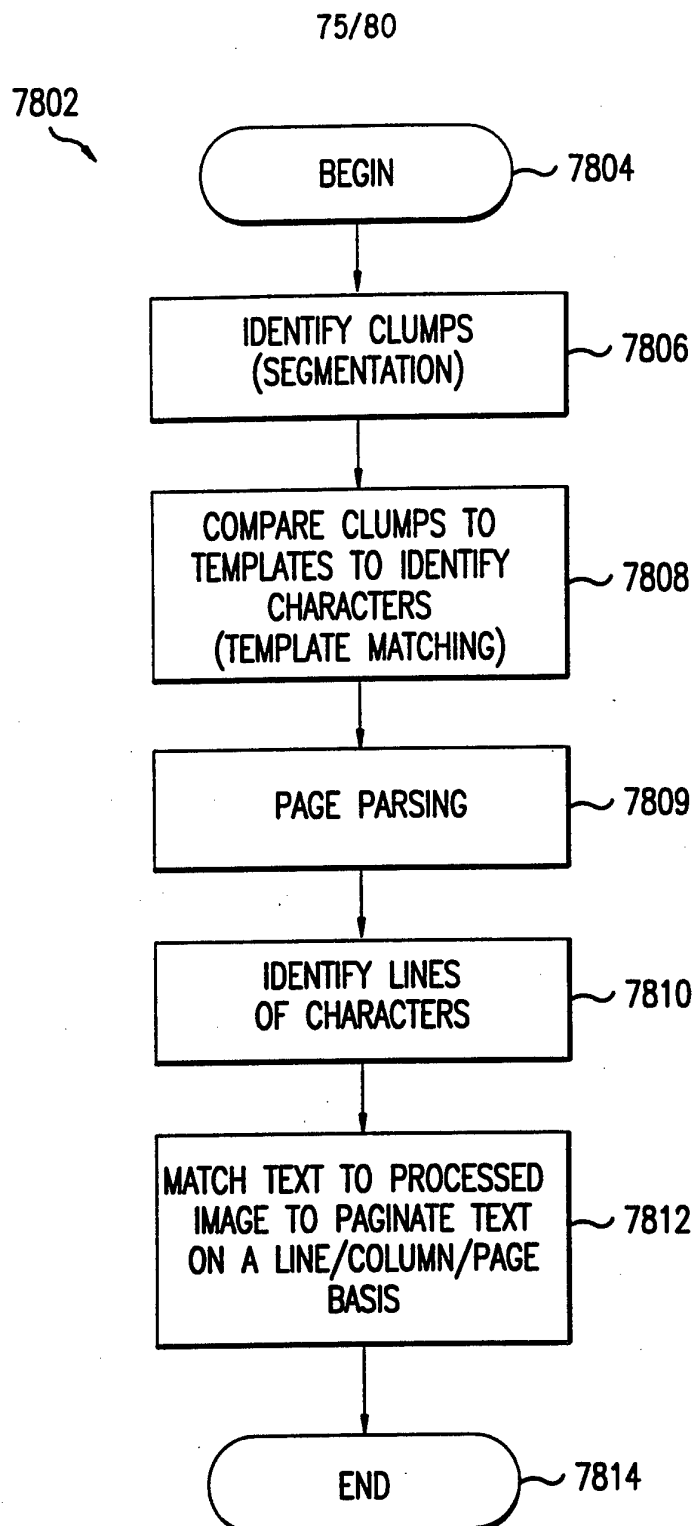 75/80
7802
BEGIN
7804
IDENTIFY CLUMPS
(SEGMENTATION)
7806
COMPARE CLUMPS TO
TEMPLATES TO IDENTIFY
CHARACTERS
(TEMPLATE MATCHING)
7808
PAGE PARSING
7809
IDENTIFY LINES
OF CHARACTERS
7810
MATCH TEXT TO PROCESSED
IMAGE TO PAGINATE TEXT
ON A LINE/COLUMN/PAGE
BASIS
7812
END
7814